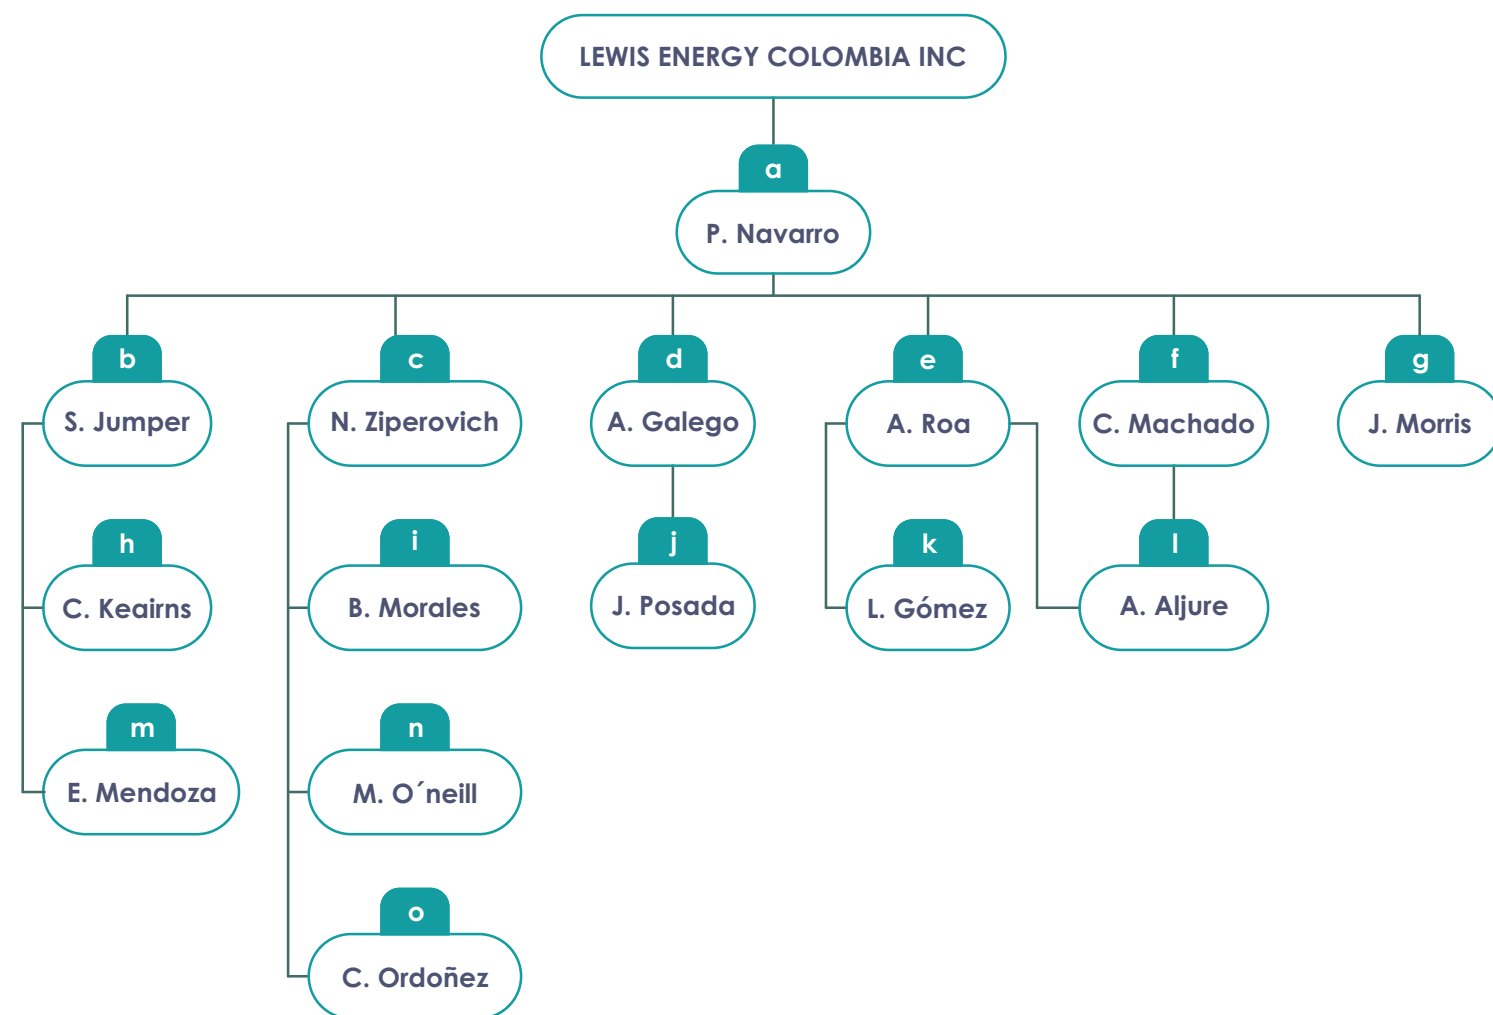 LEWIS ENERGY COLOMBIA INC
a
P. Navarro
b
c
d
e
f
g
S. Jumper
N. Ziperovich
A. Galego
A. Roa
C. Machado
J. Morris
h
i
j
k
l
C. Keairns
B. Morales
J. Posada
L. Gómez
A. Aljure
m
n
E. Mendoza
M. O´neill
o
C. Ordoñez